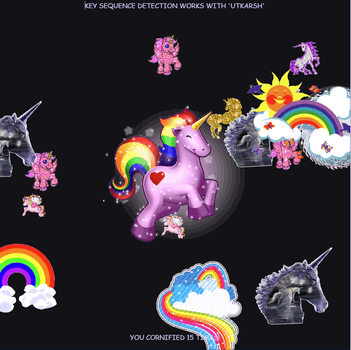 KEY SEQUENCE DETECTION WORKS WITH 'UTKARSH'
YOU CORNIFIED 15 TIMES!